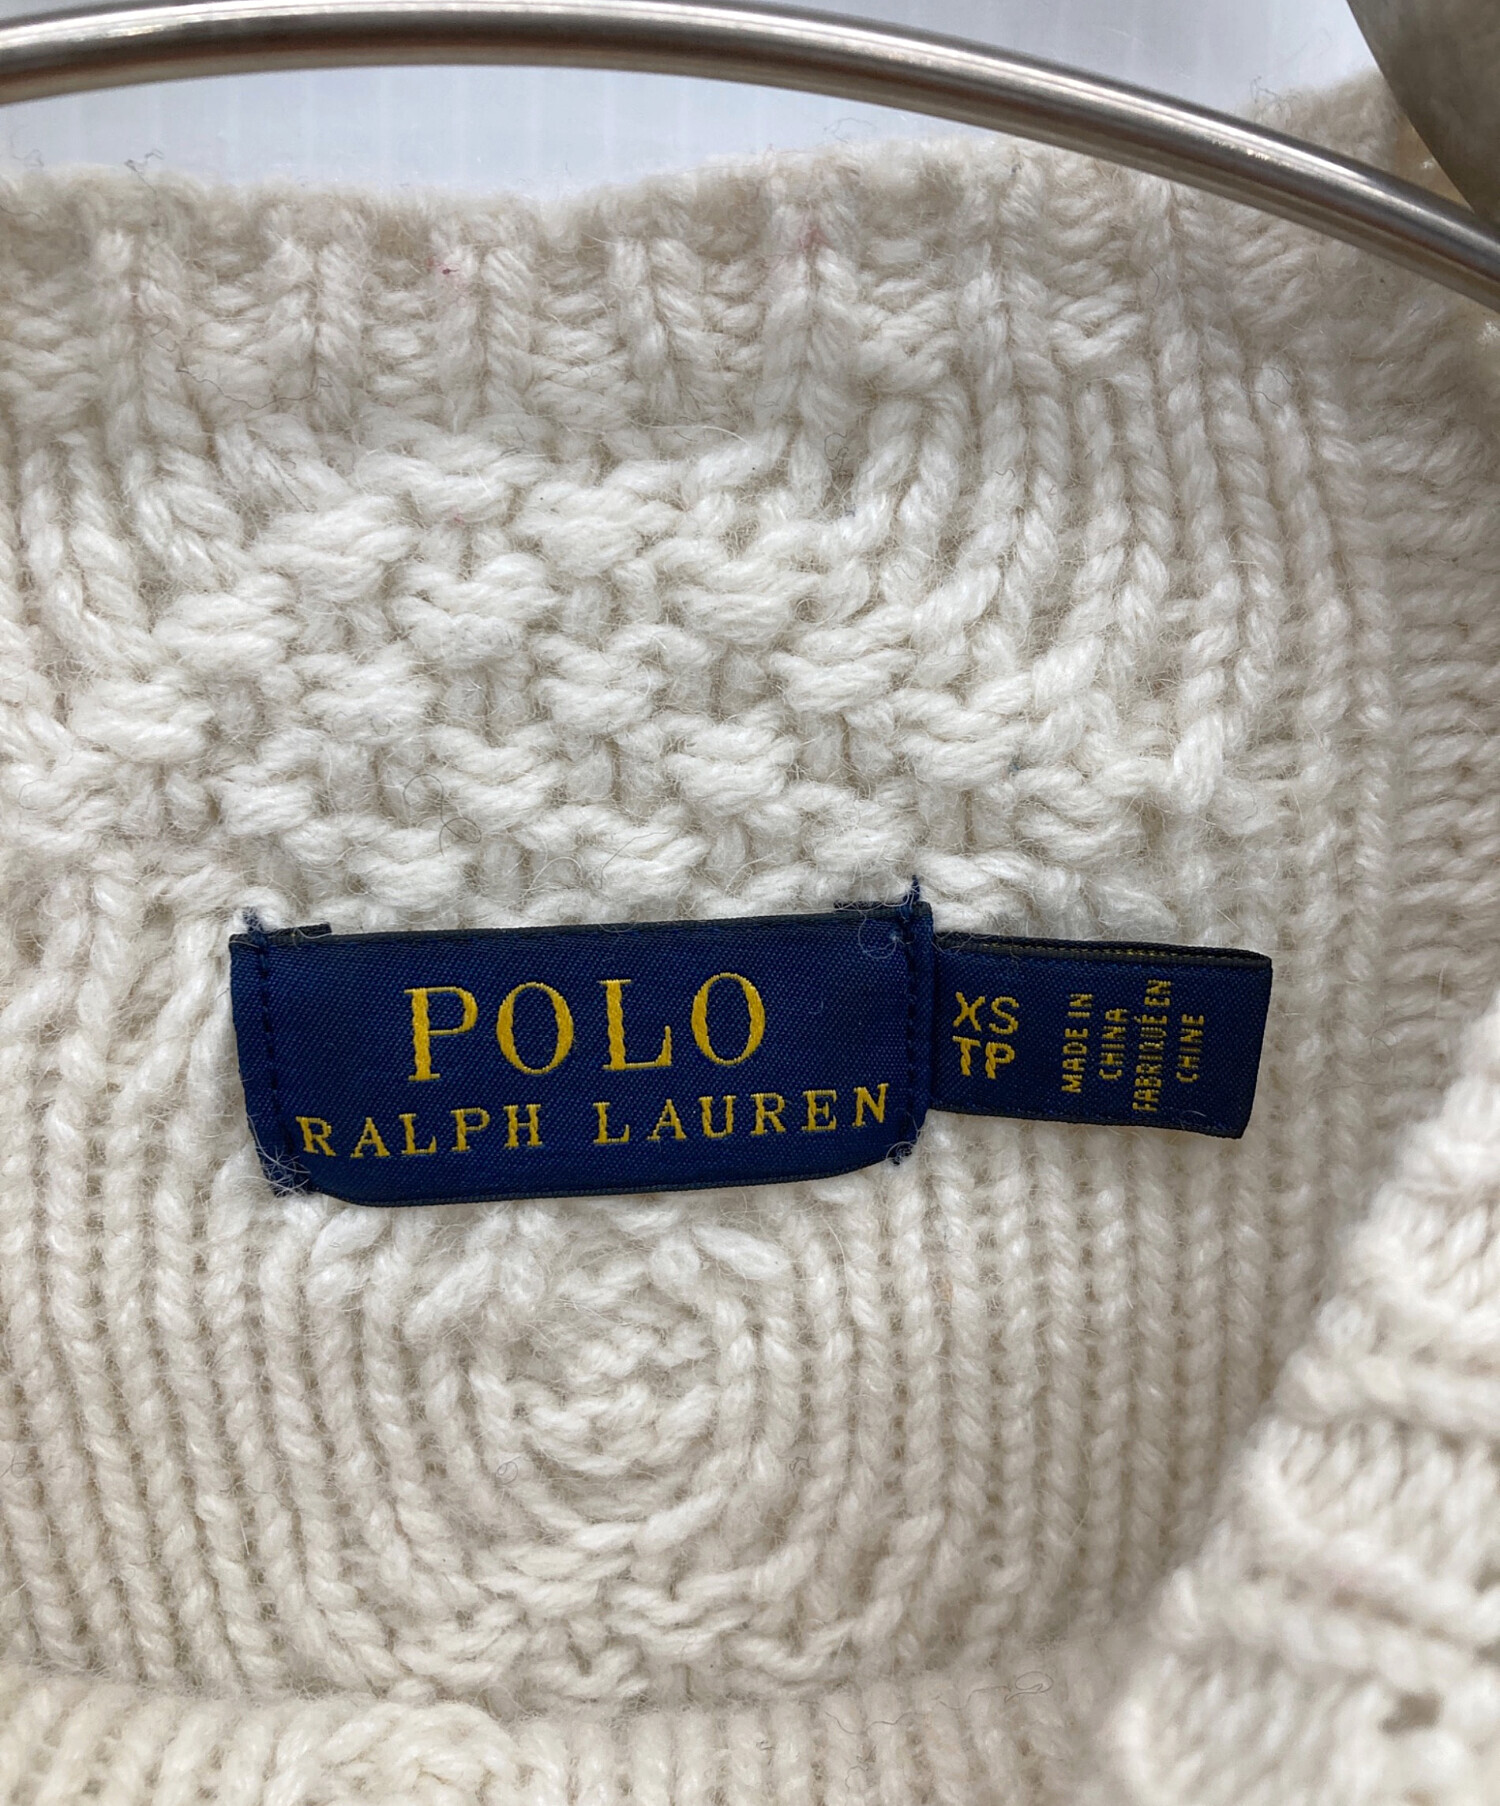 POLO
RALPH LAUREN
XS
TP
MADE IN
CHINA
FABRIQUÉ EN
CHINE